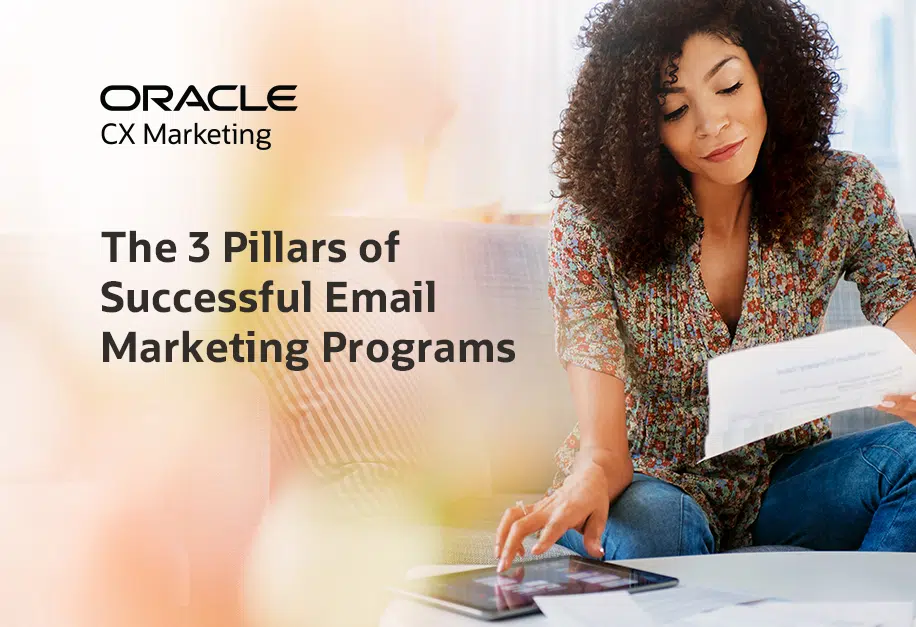 ORACLE
CX Marketing
The 3 Pillars of
Successful Email
Marketing Programs